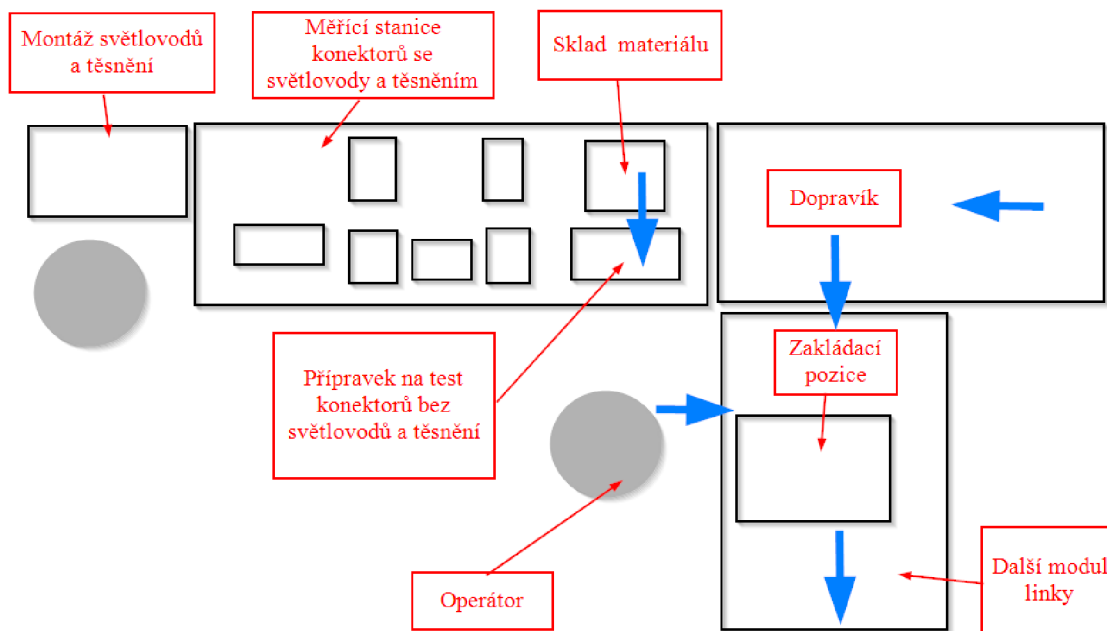 Montáž světlovodů
a těsnění
Měřící stanice
konektorů se
světlovody a těsněním
Sklad materiálu
Dopravík
Zakládací
pozice
Přípravek na test
konektorů bez
světlovodů a těsnění
Operátor
Další modul
linky